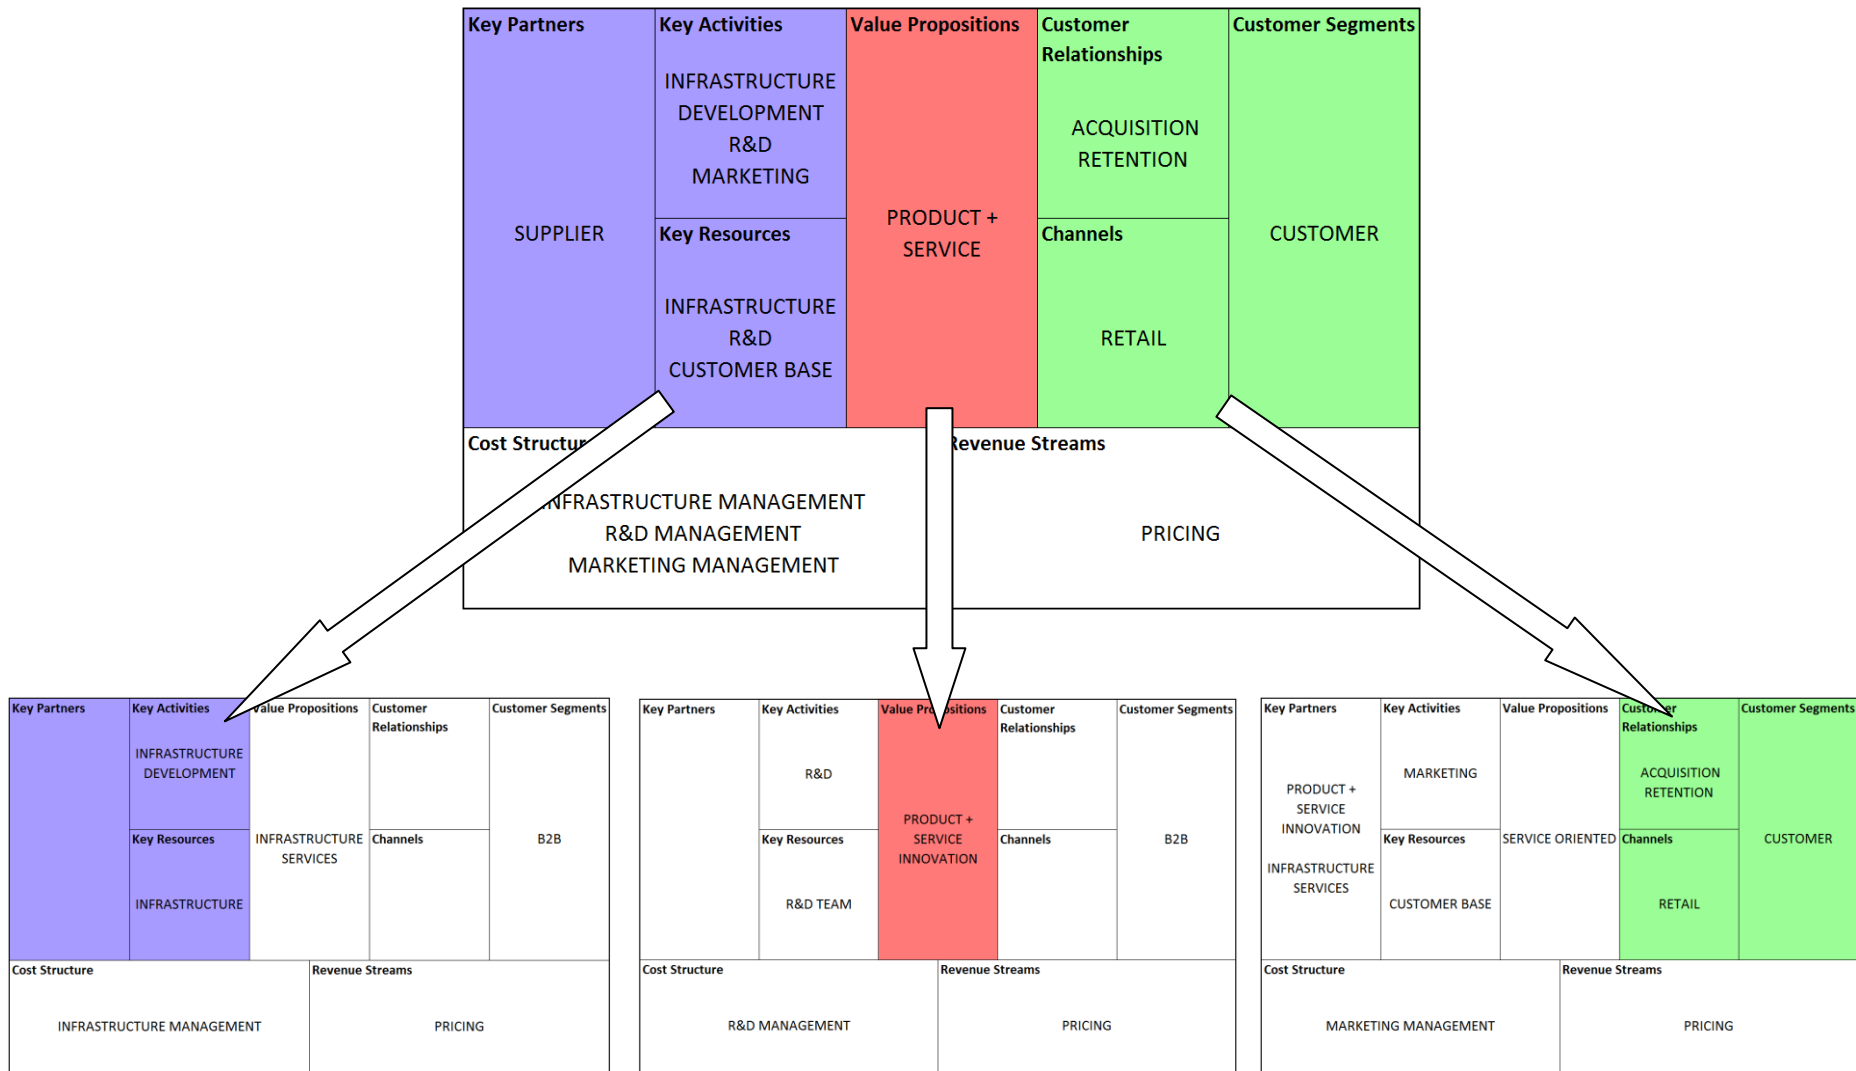 Key Partners
SUPPLIER
Key Activities
INFRASTRUCTURE
DEVELOPMENT
R&D
MARKETING
Key Resources
INFRASTRUCTURE
R&D
CUSTOMER BASE
Value Propositions
PRODUCT +
SERVICE
Customer
Relationships
ACQUISITION
RETENTION
Channels
RETAIL
Customer Segments
CUSTOMER
Cost Structur
INFRASTRUCTURE MANAGEMENT
R&D MANAGEMENT
MARKETING MANAGEMENT
Revenue Streams
PRICING
Key Partners
Key Activities
INFRASTRUCTURE
DEVELOPMENT
Key Resources
INFRASTRUCTURE
Value Propositions
INFRASTRUCTURE
SERVICES
Customer
Relationships
Channels
Customer Segments
B2B
Cost Structure
INFRASTRUCTURE MANAGEMENT
Revenue Streams
PRICING
Key Partners
Key Activities
R&D
Key Resources
R&D TEAM
Value Propositions
PRODUCT +
SERVICE
INNOVATION
Customer
Relationships
Channels
Customer Segments
B2B
Cost Structure
R&D MANAGEMENT
Revenue Streams
PRICING
Key Partners
PRODUCT +
SERVICE
INNOVATION
INFRASTRUCTURE
SERVICES
Key Activities
MARKETING
Key Resources
CUSTOMER BASE
Value Propositions
SERVICE ORIENTED
Customer
Relationships
ACQUISITION
RETENTION
Channels
RETAIL
Customer Segments
CUSTOMER
Cost Structure
MARKETING MANAGEMENT
Revenue Streams
PRICING